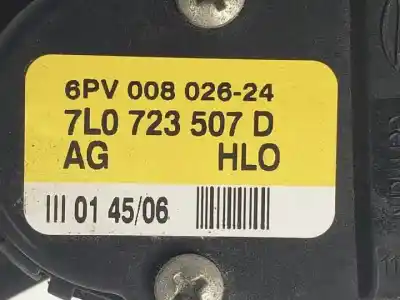 6PV 008 026-24
7L0 723 507 D
AG HLO
III 01 45/06